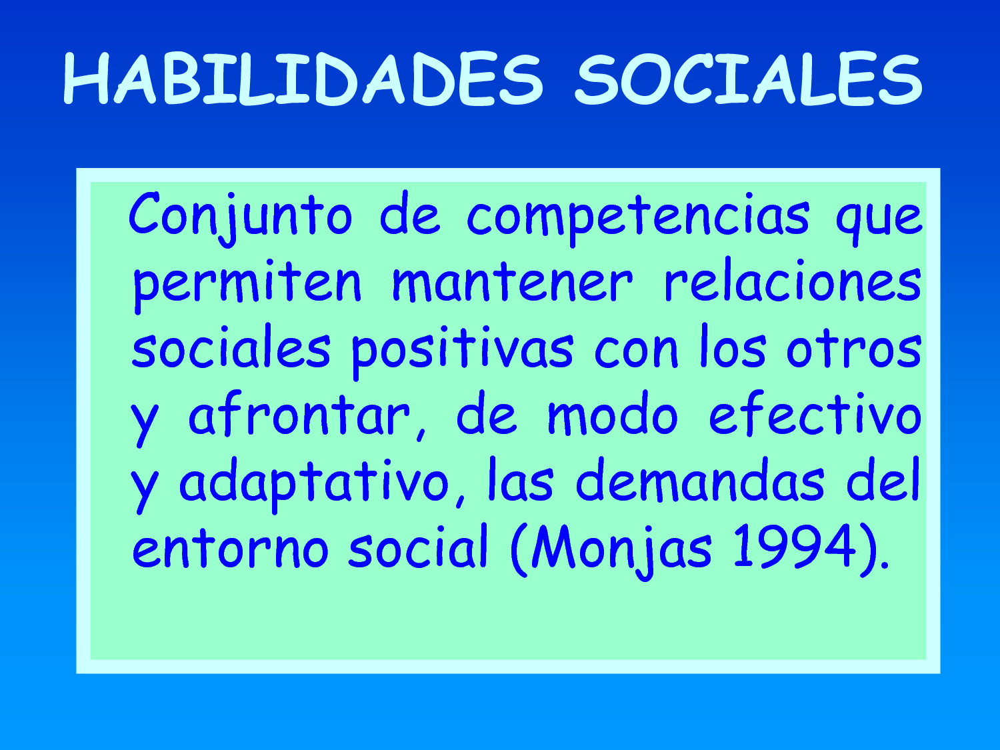 HABILIDADES SOCIALES
Conjunto de competencias que
permiten mantener relaciones
sociales positivas con los otros
y afrontar, de modo efectivo
y adaptativo, las demandas del
entorno social (Monjas 1994).